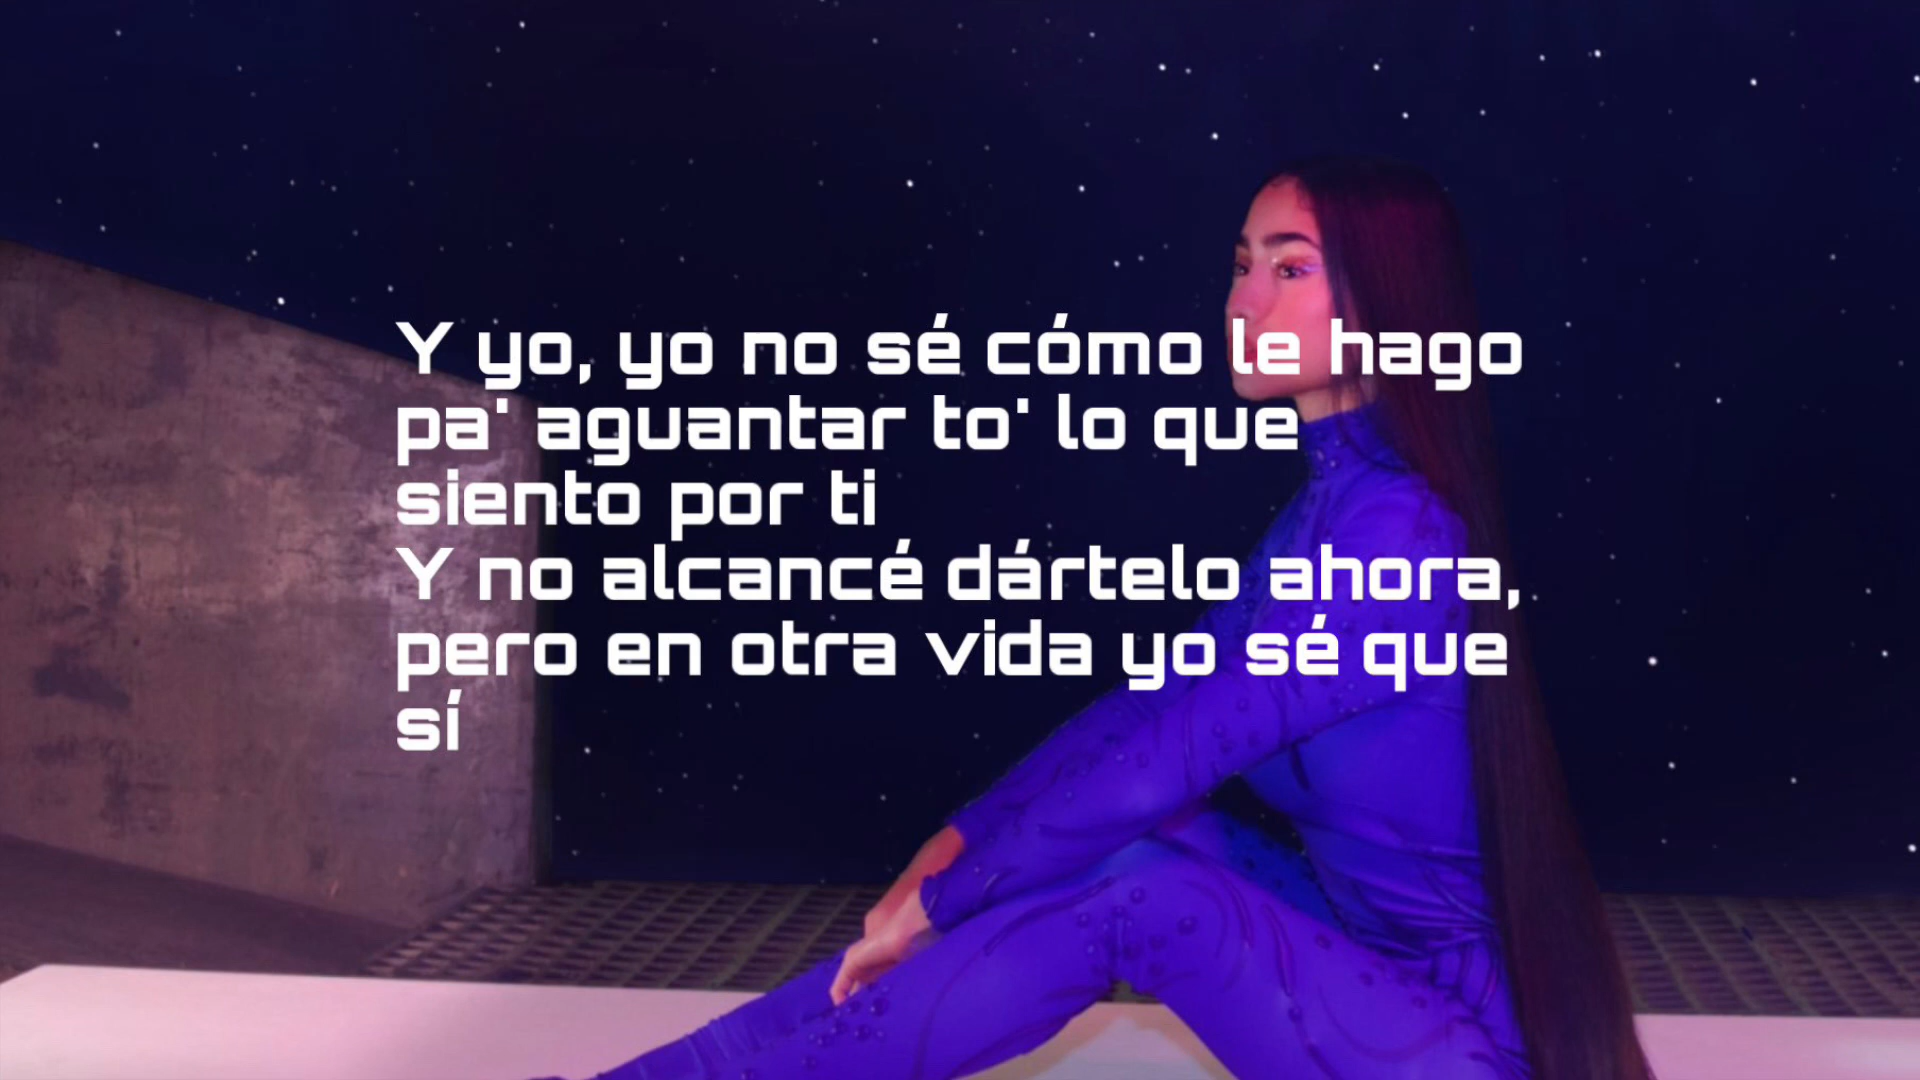 Y yo, yo no sé cómo le hago
pa' aguantar to' lo que
siento por ti
Y no alcancé dártelo ahora,
pero en otra vida yo sé que
sí